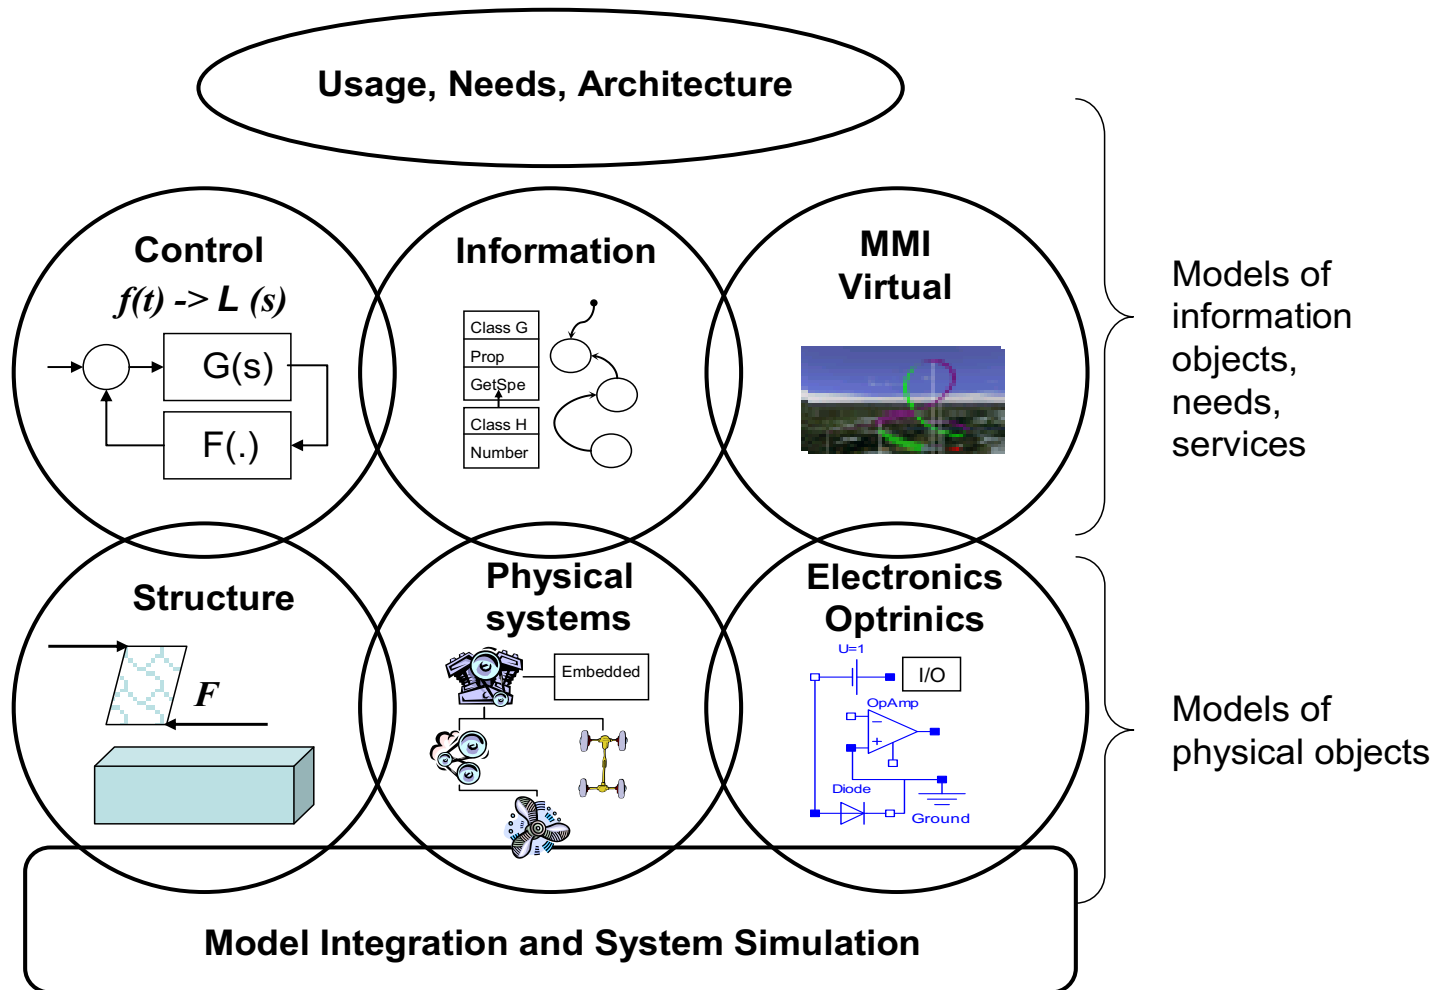 Usage, Needs, Architecture
Control
f(t) -> L (s)
G(s)
F(.)
Information
Class G
Prop
GetSpe
Class H
Number
MMI
Virtual
Models of
information
objects,
needs,
services
Structure
F
Physical
systems
Embedded
Electronics
Optrinics
U=1
I/O
OpAmp
Diode
Ground
Models of
physical objects
Model Integration and System Simulation